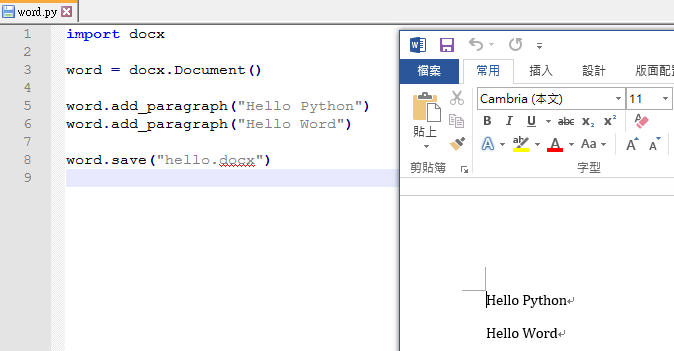 word.py
1 import docx
2
3 word = docx.Document()
4
5 word.add_paragraph("Hello Python")
6 word.add_paragraph("Hello Word")
7
8 word.save("hello.docx")
9
檔案 常用 插入 設計 版面配置
Cambria (本文) 11
貼上
B I U abc x₂ x²
A ab A Aa A A
剪貼簿 字型
Hello Python
Hello Word